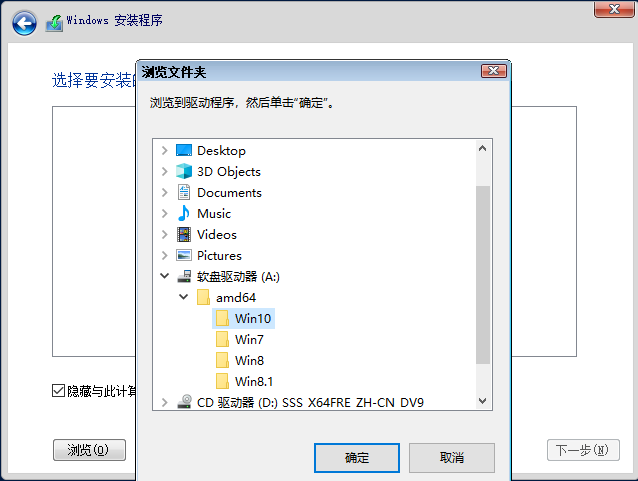 Windows 安装程序
选择要安装的
浏览文件夹
浏览到驱动程序，然后单击“确定”。
Desktop
3D Objects
Documents
Music
Videos
Pictures
软盘驱动器 (A:)
amd64
Win10
Win7
Win8
Win8.1
CD 驱动器 (D:) SSS_X64FRE_ZH-CN_DV9
隐藏与此计算
浏览(O)
确定
取消
下一步(N)